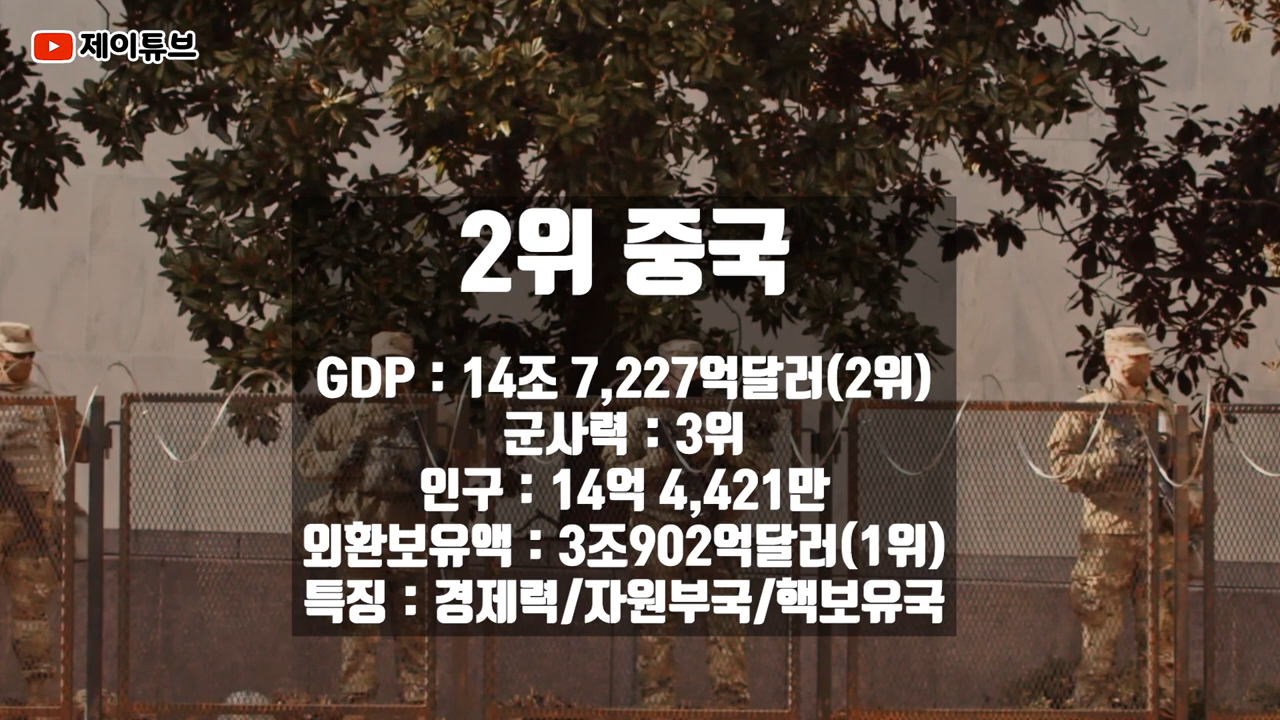 제이튜브
2위 중국
GDP : 14조 7,227억달러(2위)
군사력 : 3위
인구 : 14억 4,421만
외환보유액 : 3조902억달러(1위)
특징 : 경제력/자원부국/핵보유국